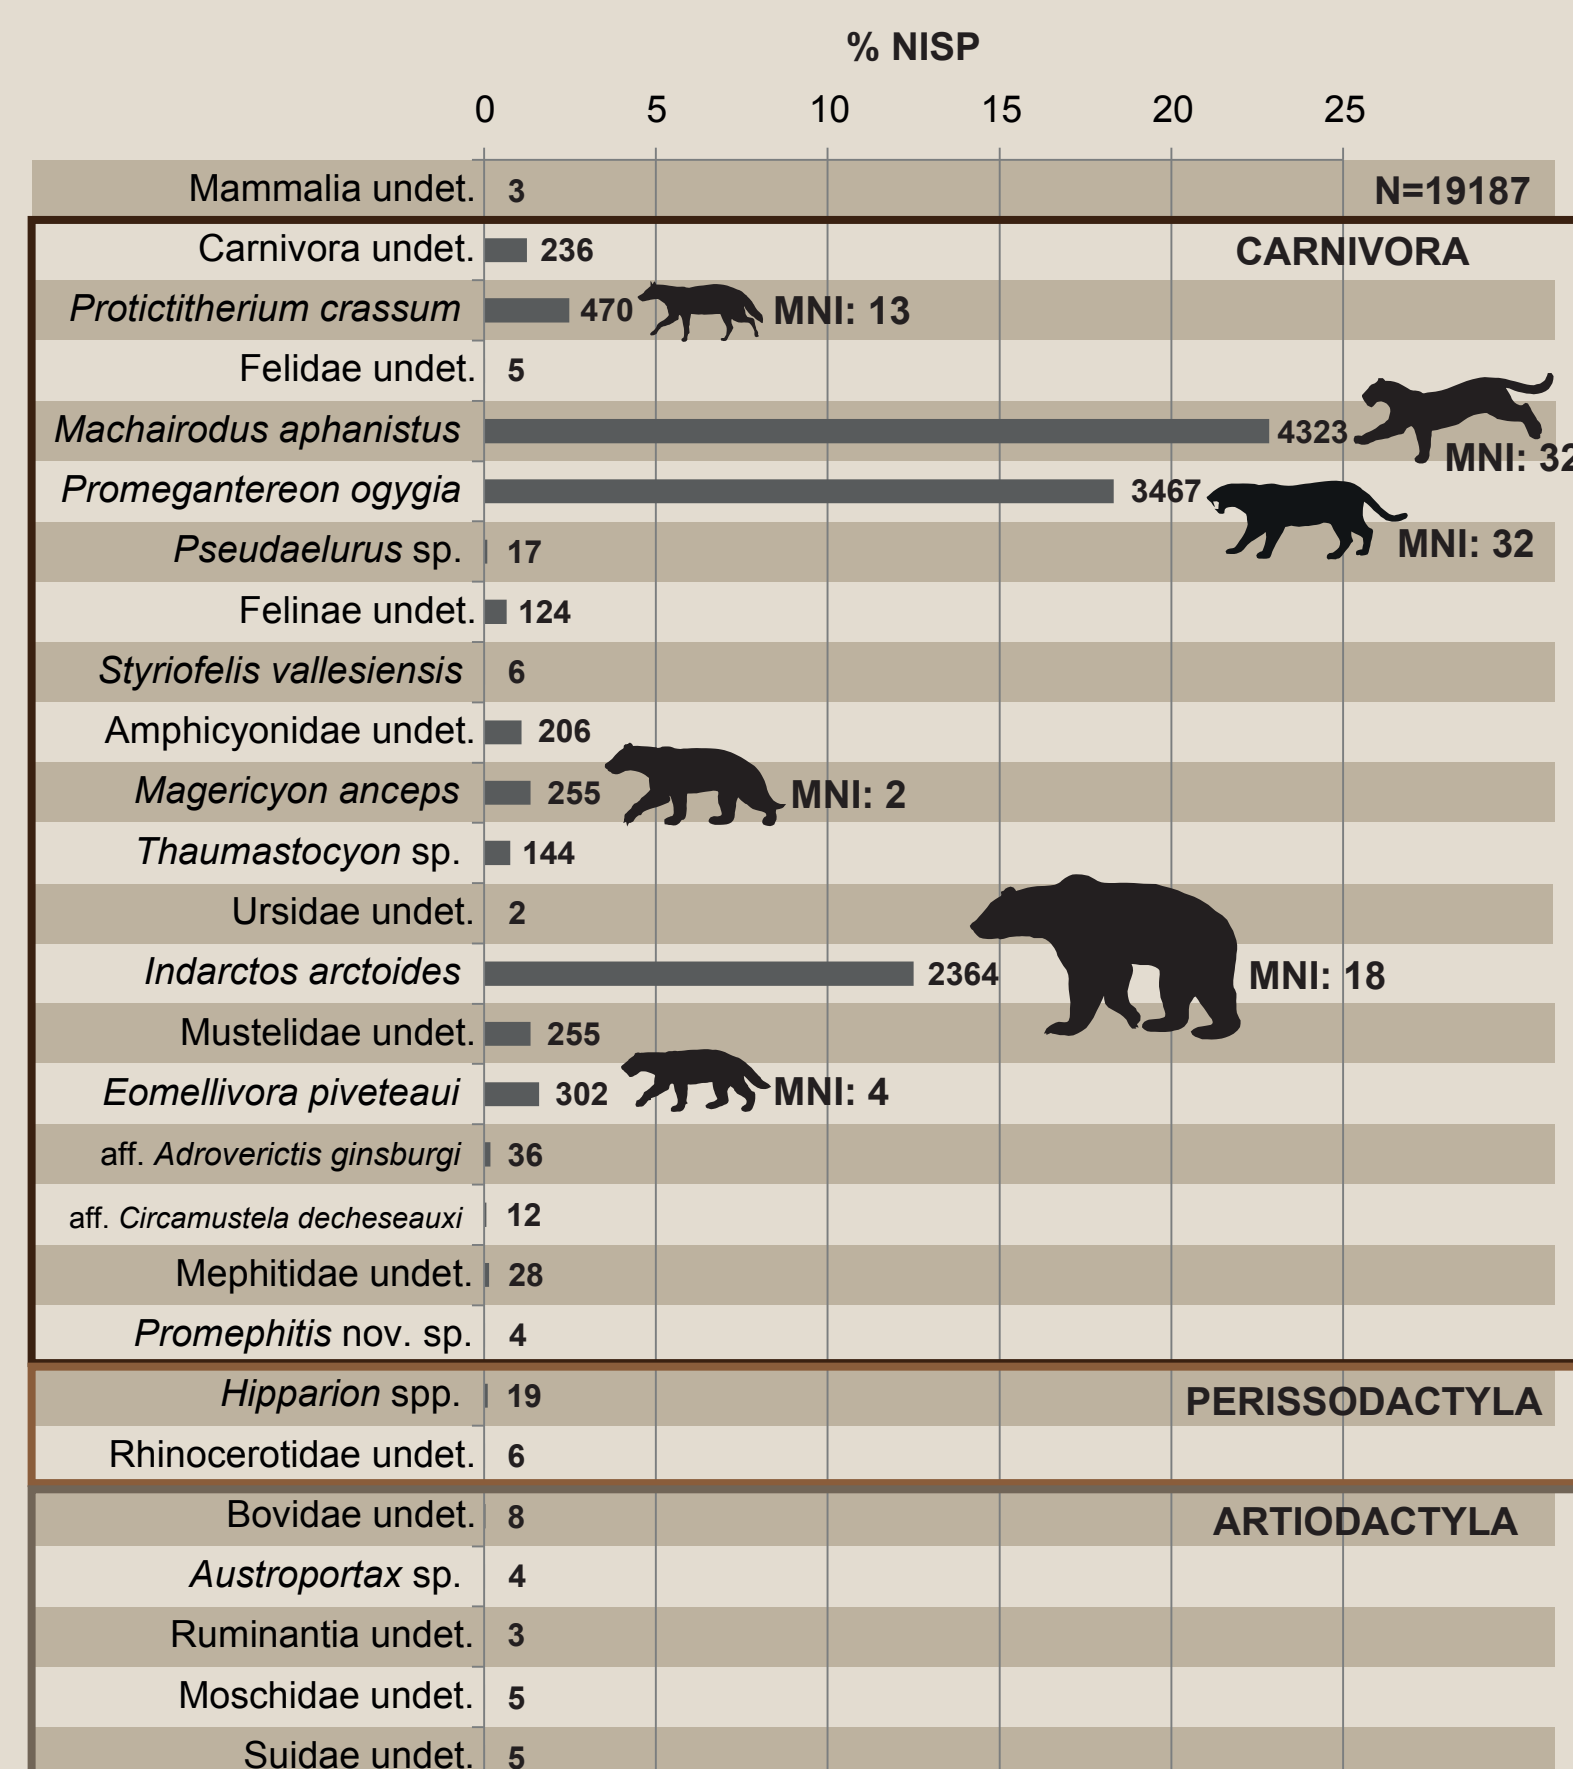 % NISP
0 5 10 15 20 25
Mammalia undet. 3 N=19187
Carnivora undet. 236 CARNIVORA
Protictitherium crassum 470 MNI: 13
Felidae undet. 5
Machairodus aphanistus 4323
MNI: 32
Promegantereon ogygia 3467
MNI: 32
Pseudaelurus sp. 17
Felinae undet. 124
Styriofelis vallesiensis 6
Amphicyonidae undet. 206
Magericyon anceps 255 MNI: 2
Thaumastocyon sp. 144
Ursidae undet. 2
Indarctos arctoides 2364 MNI: 18
Mustelidae undet. 255
Eomellivora piveteaui 302 MNI: 4
aff. Adroverictis ginsburgi 36
aff. Circamustela decheseauxi 12
Mephitidae undet. 28
Promephitis nov. sp. 4
Hipparion spp. 19 PERISSODACTYLA
Rhinocerotidae undet. 6
Bovidae undet. 8 ARTIODACTYLA
Austroportax sp. 4
Ruminantia undet. 3
Moschidae undet. 5
Suidae undet. 5